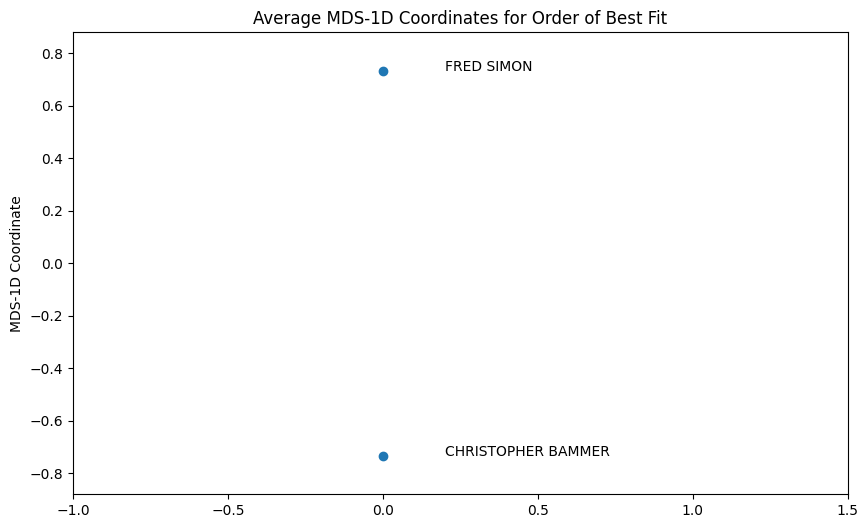 Average MDS-1D Coordinates for Order of Best Fit
0.8
FRED SIMON
0.6
0.4
0.2
0.0
MDS-1D Coordinate
−0.2
−0.4
−0.6
CHRISTOPHER BAMMER
−0.8
−1.0 −0.5 0.0 0.5 1.0 1.5